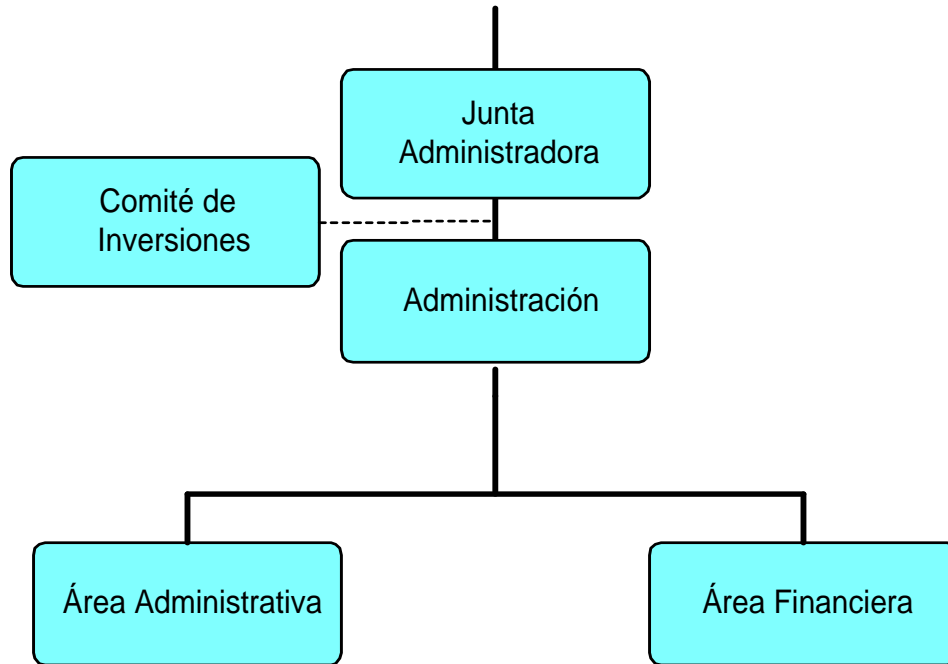 Junta
Administradora
Comité de
Inversiones
Administración
Área Administrativa
Área Financiera